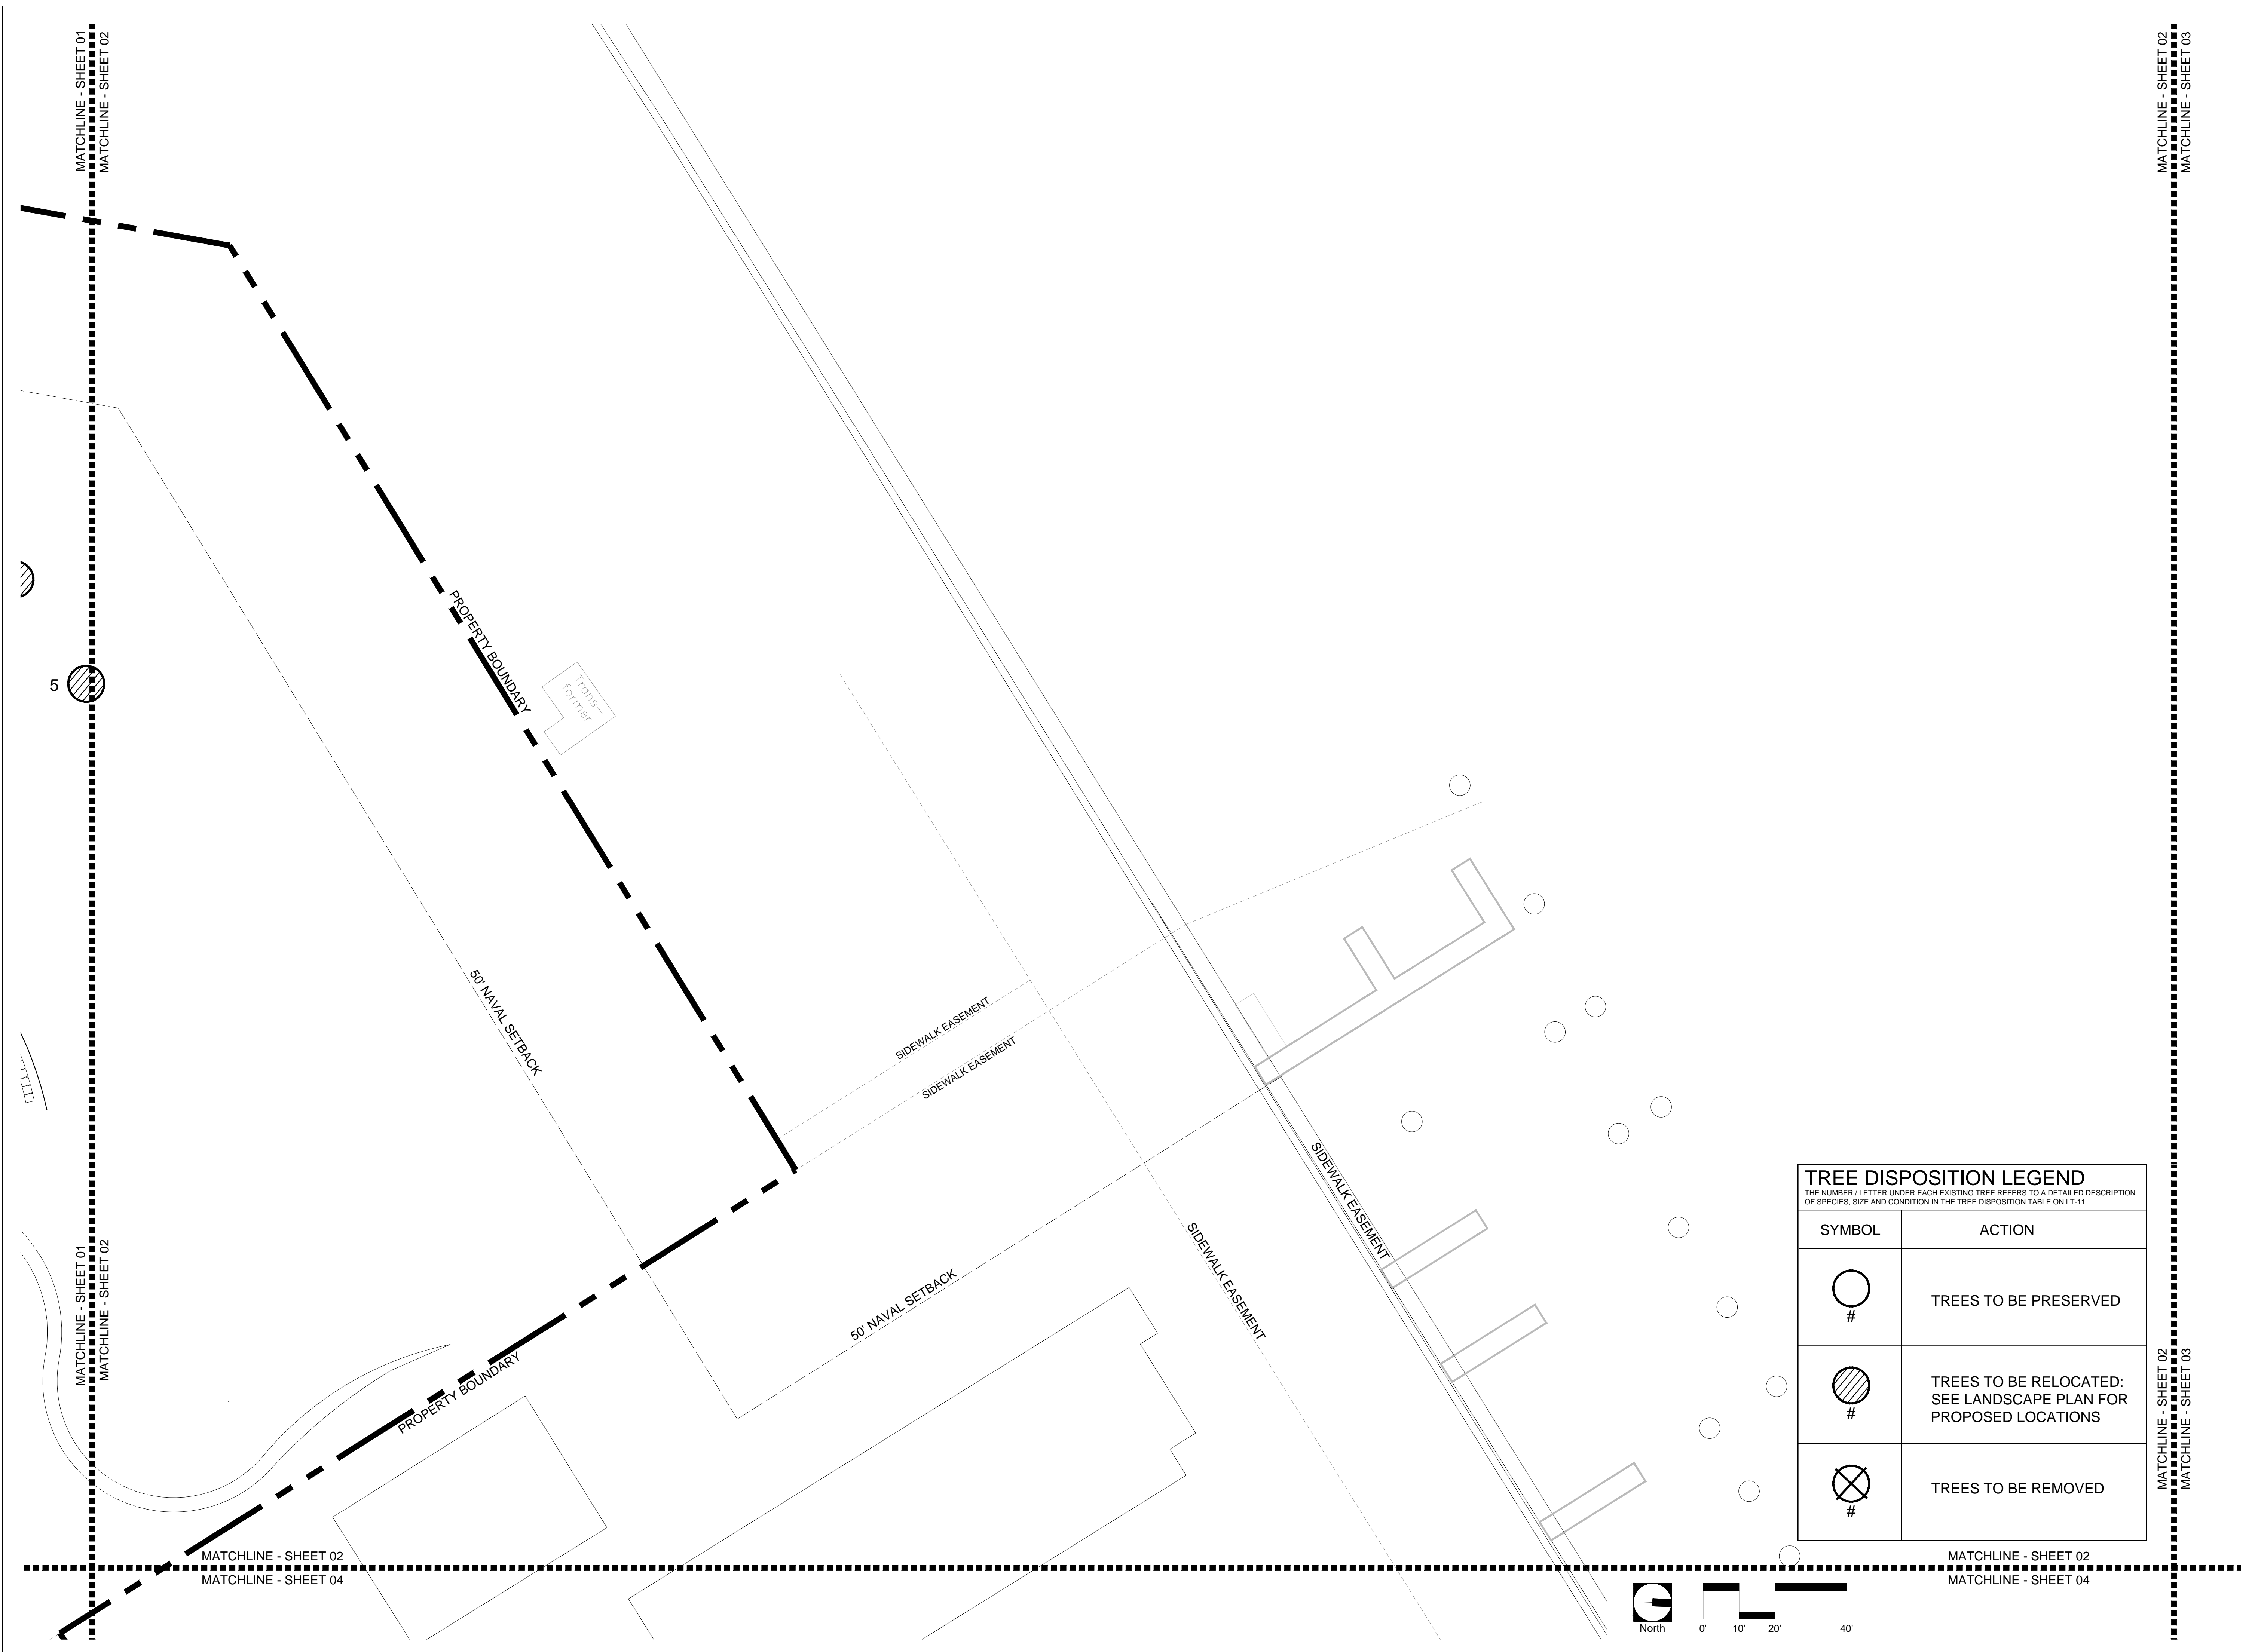 MATCHLINE - SHEET 01
MATCHLINE - SHEET 02
MATCHLINE - SHEET 02
MATCHLINE - SHEET 03
5
PROPERTY BOUNDARY
Trans-
former
50' NAVAL SETBACK
SIDEWALK EASEMENT
SIDEWALK EASEMENT
SIDEWALK EASEMENT
SIDEWALK EASEMENT
50' NAVAL SETBACK
PROPERTY BOUNDARY
MATCHLINE - SHEET 01
MATCHLINE - SHEET 02
TREE DISPOSITION LEGEND
THE NUMBER / LETTER UNDER EACH EXISTING TREE REFERS TO A DETAILED DESCRIPTION
OF SPECIES, SIZE AND CONDITION IN THE TREE DISPOSITION TABLE ON LT-11
SYMBOL ACTION
#
TREES TO BE PRESERVED
#
TREES TO BE RELOCATED:
SEE LANDSCAPE PLAN FOR
PROPOSED LOCATIONS
#
TREES TO BE REMOVED
MATCHLINE - SHEET 02
MATCHLINE - SHEET 03
MATCHLINE - SHEET 02
MATCHLINE - SHEET 04
MATCHLINE - SHEET 02
MATCHLINE - SHEET 04
North
0' 10' 20' 40'